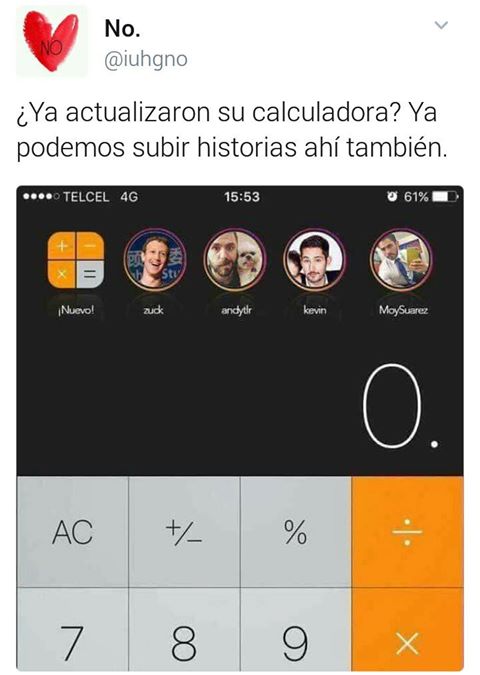 NO
No.
@iuhgno
¿Ya actualizaron su calculadora? Ya
podemos subir historias ahí también.
TELCEL 4G 15:53 61%
+ − × =
¡Nuevo! zuck andytlr kevin MoySuarez
0.
AC +/− % ÷
7 8 9 ×